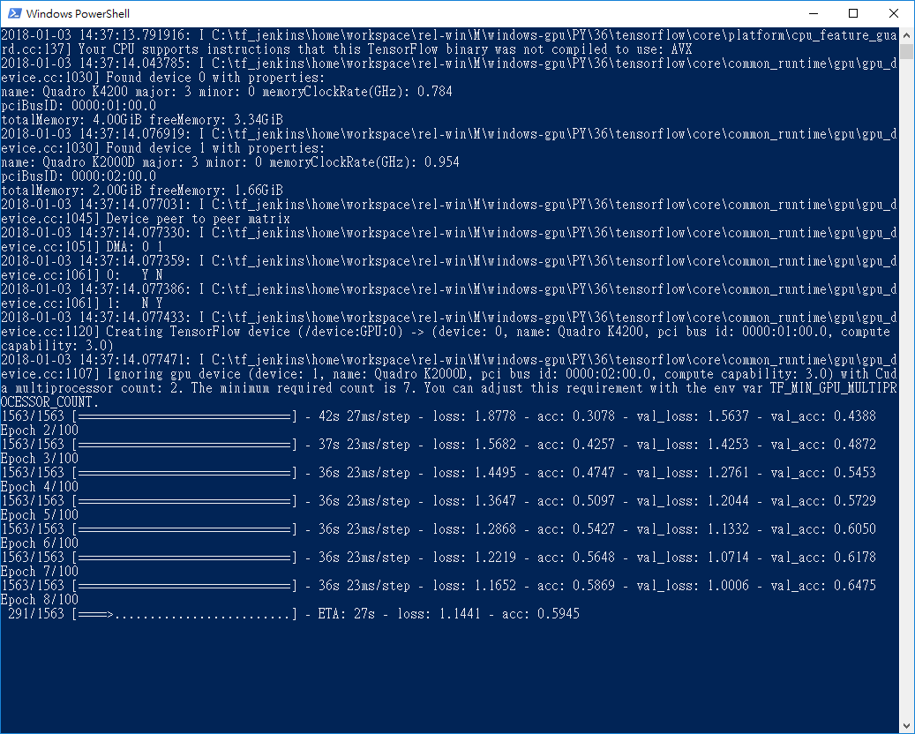 Windows PowerShell
2018-01-03 14:37:13.791916: I C:\tf_jenkins\home\workspace\rel-win\M\windows-gpu\PY\36\tensorflow\core\platform\cpu_feature_gua
rd.cc:137] Your CPU supports instructions that this TensorFlow binary was not compiled to use: AVX
2018-01-03 14:37:14.043785: I C:\tf_jenkins\home\workspace\rel-win\M\windows-gpu\PY\36\tensorflow\core\common_runtime\gpu\gpu_d
evice.cc:1030] Found device 0 with properties:
name: Quadro K4200 major: 3 minor: 0 memoryClockRate(GHz): 0.784
pciBusID: 0000:01:00.0
totalMemory: 4.00GiB freeMemory: 3.34GiB
2018-01-03 14:37:14.076919: I C:\tf_jenkins\home\workspace\rel-win\M\windows-gpu\PY\36\tensorflow\core\common_runtime\gpu\gpu_d
evice.cc:1030] Found device 1 with properties:
name: Quadro K2000D major: 3 minor: 0 memoryClockRate(GHz): 0.954
pciBusID: 0000:02:00.0
totalMemory: 2.00GiB freeMemory: 1.66GiB
2018-01-03 14:37:14.077031: I C:\tf_jenkins\home\workspace\rel-win\M\windows-gpu\PY\36\tensorflow\core\common_runtime\gpu\gpu_d
evice.cc:1045] Device peer to peer matrix
2018-01-03 14:37:14.077330: I C:\tf_jenkins\home\workspace\rel-win\M\windows-gpu\PY\36\tensorflow\core\common_runtime\gpu\gpu_d
evice.cc:1051] DMA: 0 1
2018-01-03 14:37:14.077359: I C:\tf_jenkins\home\workspace\rel-win\M\windows-gpu\PY\36\tensorflow\core\common_runtime\gpu\gpu_d
evice.cc:1061] 0:   Y N
2018-01-03 14:37:14.077386: I C:\tf_jenkins\home\workspace\rel-win\M\windows-gpu\PY\36\tensorflow\core\common_runtime\gpu\gpu_d
evice.cc:1061] 1:   N Y
2018-01-03 14:37:14.077433: I C:\tf_jenkins\home\workspace\rel-win\M\windows-gpu\PY\36\tensorflow\core\common_runtime\gpu\gpu_d
evice.cc:1120] Creating TensorFlow device (/device:GPU:0) -> (device: 0, name: Quadro K4200, pci bus id: 0000:01:00.0, compute
capability: 3.0)
2018-01-03 14:37:14.077471: I C:\tf_jenkins\home\workspace\rel-win\M\windows-gpu\PY\36\tensorflow\core\common_runtime\gpu\gpu_d
evice.cc:1107] Ignoring gpu device (device: 1, name: Quadro K2000D, pci bus id: 0000:02:00.0, compute capability: 3.0) with Cud
a multiprocessor count: 2. The minimum required count is 7. You can adjust this requirement with the env var TF_MIN_GPU_MULTIPR
OCESSOR_COUNT.
1563/1563 [==============================] - 42s 27ms/step - loss: 1.8778 - acc: 0.3078 - val_loss: 1.5637 - val_acc: 0.4388
Epoch 2/100
1563/1563 [==============================] - 37s 23ms/step - loss: 1.5682 - acc: 0.4257 - val_loss: 1.4253 - val_acc: 0.4872
Epoch 3/100
1563/1563 [==============================] - 36s 23ms/step - loss: 1.4495 - acc: 0.4747 - val_loss: 1.2761 - val_acc: 0.5453
Epoch 4/100
1563/1563 [==============================] - 36s 23ms/step - loss: 1.3647 - acc: 0.5097 - val_loss: 1.2044 - val_acc: 0.5729
Epoch 5/100
1563/1563 [==============================] - 36s 23ms/step - loss: 1.2868 - acc: 0.5427 - val_loss: 1.1332 - val_acc: 0.6050
Epoch 6/100
1563/1563 [==============================] - 36s 23ms/step - loss: 1.2219 - acc: 0.5648 - val_loss: 1.0714 - val_acc: 0.6178
Epoch 7/100
1563/1563 [==============================] - 36s 23ms/step - loss: 1.1652 - acc: 0.5869 - val_loss: 1.0006 - val_acc: 0.6475
Epoch 8/100
291/1563 [====>.........................] - ETA: 27s - loss: 1.1441 - acc: 0.5945